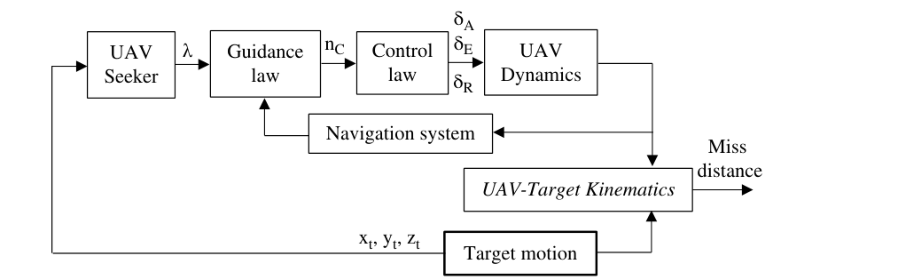 UAV
Seeker
λ
Guidance
law
n_C
Control
law
δ_A
δ_E
δ_R
UAV
Dynamics
Navigation system
Miss
distance
UAV-Target Kinematics
x_t, y_t, z_t
Target motion